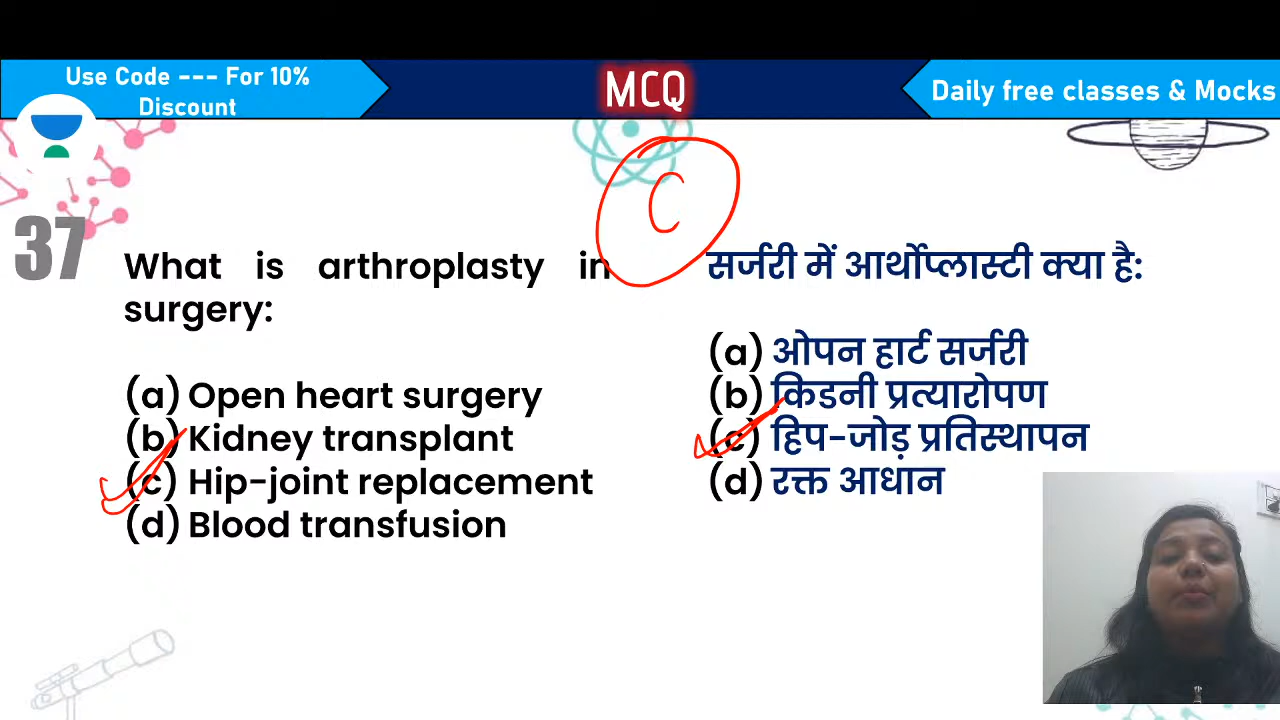 Use Code --- For 10%
Discount
MCQ
Daily free classes & Mocks
C
37
What is arthroplasty in
surgery:
(a) Open heart surgery
(b) Kidney transplant
(c) Hip-joint replacement
(d) Blood transfusion
सर्जरी में आर्थोप्लास्टी क्या है:
(a) ओपन हार्ट सर्जरी
(b) किडनी प्रत्यारोपण
(c) हिप-जोड़ प्रतिस्थापन
(d) रक्त आधान